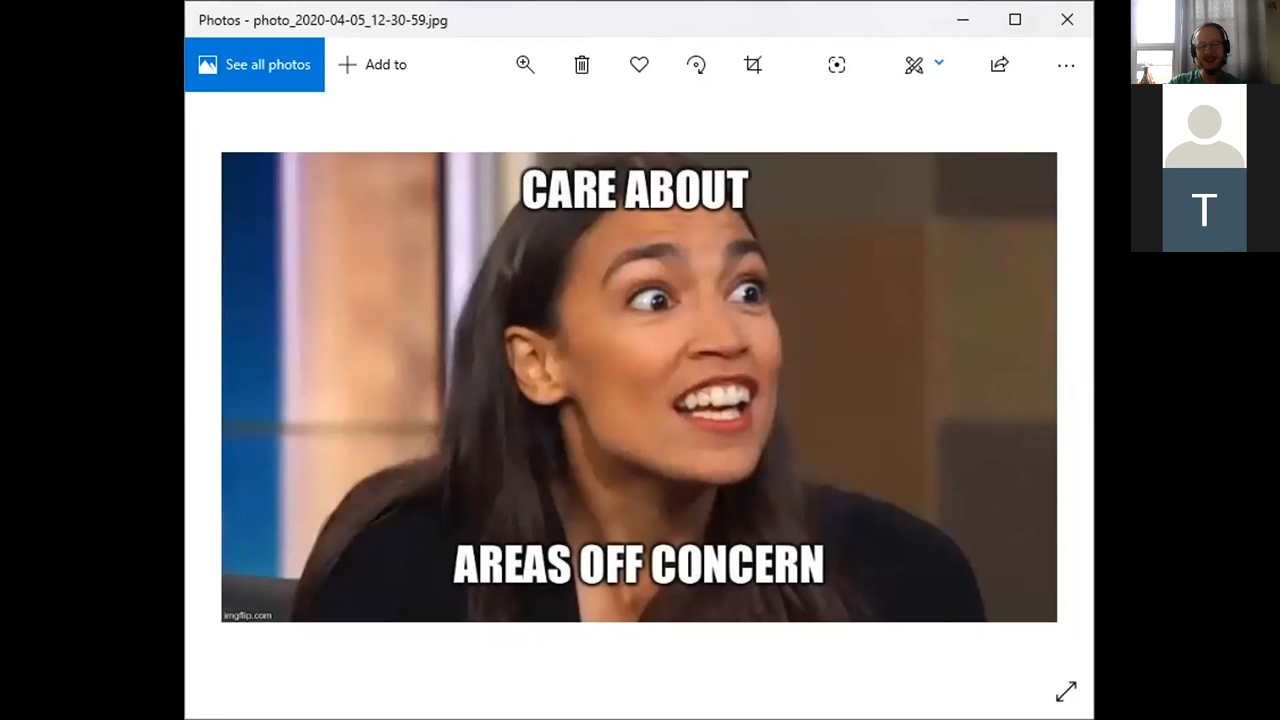 Photos - photo_2020-04-05_12-30-59.jpg
See all photos
Add to
CARE ABOUT
AREAS OFF CONCERN
imgflip.com
T